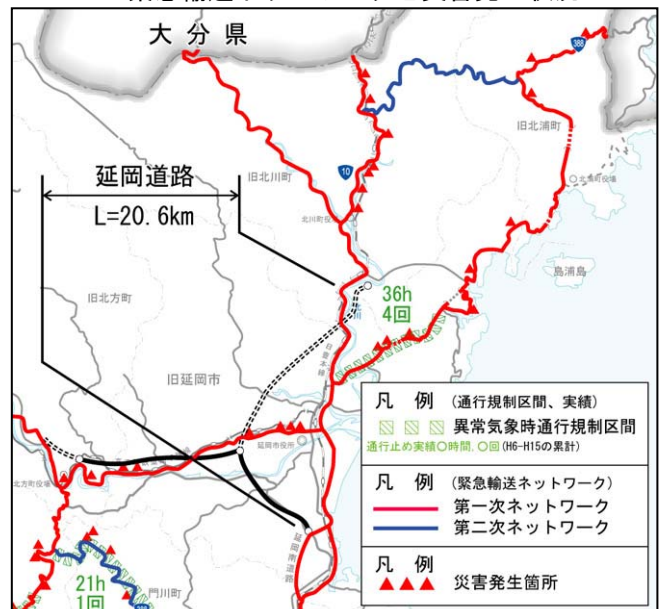 大分県
388
旧北浦町
延岡道路
L=20.6km
旧北川町
10
北川町役場
島浦島
36h
4回
旧北方町
旧延岡市
延岡市役所
北方町役場
延岡南道路
21h
1回
門川町
388
凡　例　(通行規制区間、実績)
異常気象時通行規制区間
通行止め実績〇時間、〇回(H6-H15の累計)
凡　例　(緊急輸送ネットワーク)
第一次ネットワーク
第二次ネットワーク
凡　例
災害発生箇所